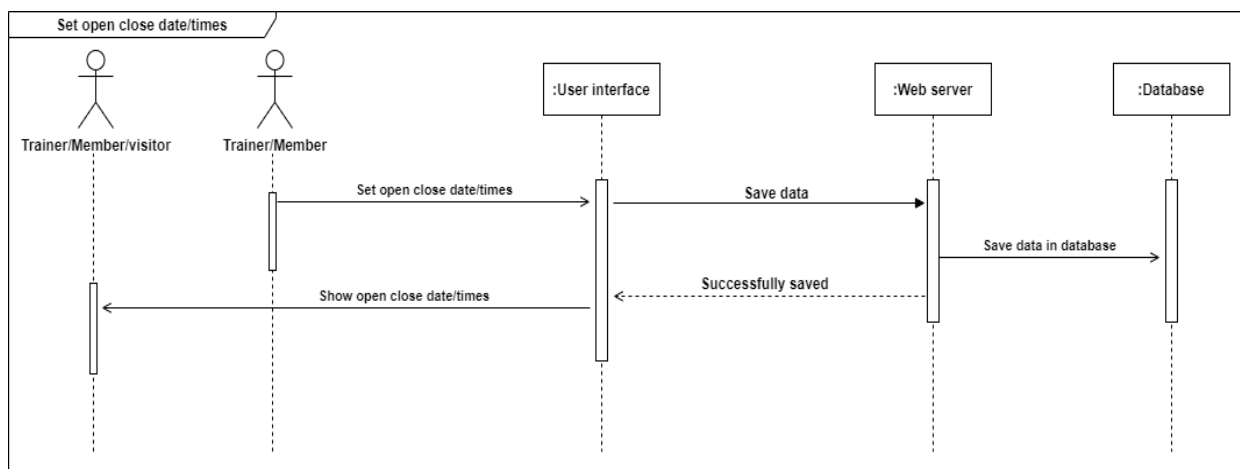 Set open close date/times
Trainer/Member/visitor
Trainer/Member
:User interface
:Web server
:Database
Set open close date/times
Save data
Save data in database
Successfully saved
Show open close date/times